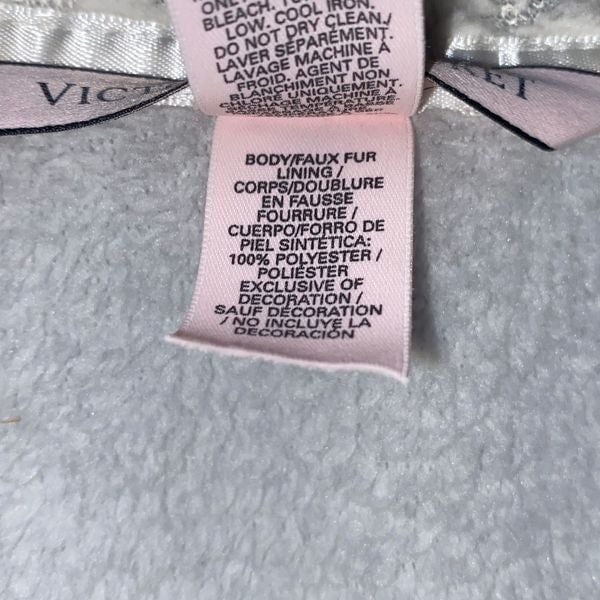 BLEACH.
LOW. COOL IRON.
DO NOT DRY CLEAN./
LAVER SÉPARÉMENT.
LAVAGE MACHINE À
FROID. AGENT DE
BLANCHIMENT NON
UNIQUEMENT.
VICT
RET
BODY/FAUX FUR
LINING /
CORPS/DOUBLURE
EN FAUSSE
FOURRURE /
CUERPO/FORRO DE
PIEL SINTÉTICA:
100% POLYESTER /
POLIÉSTER
EXCLUSIVE OF
DECORATION /
SAUF DÉCORATION
/ NO INCLUYE LA
DECORACIÓN